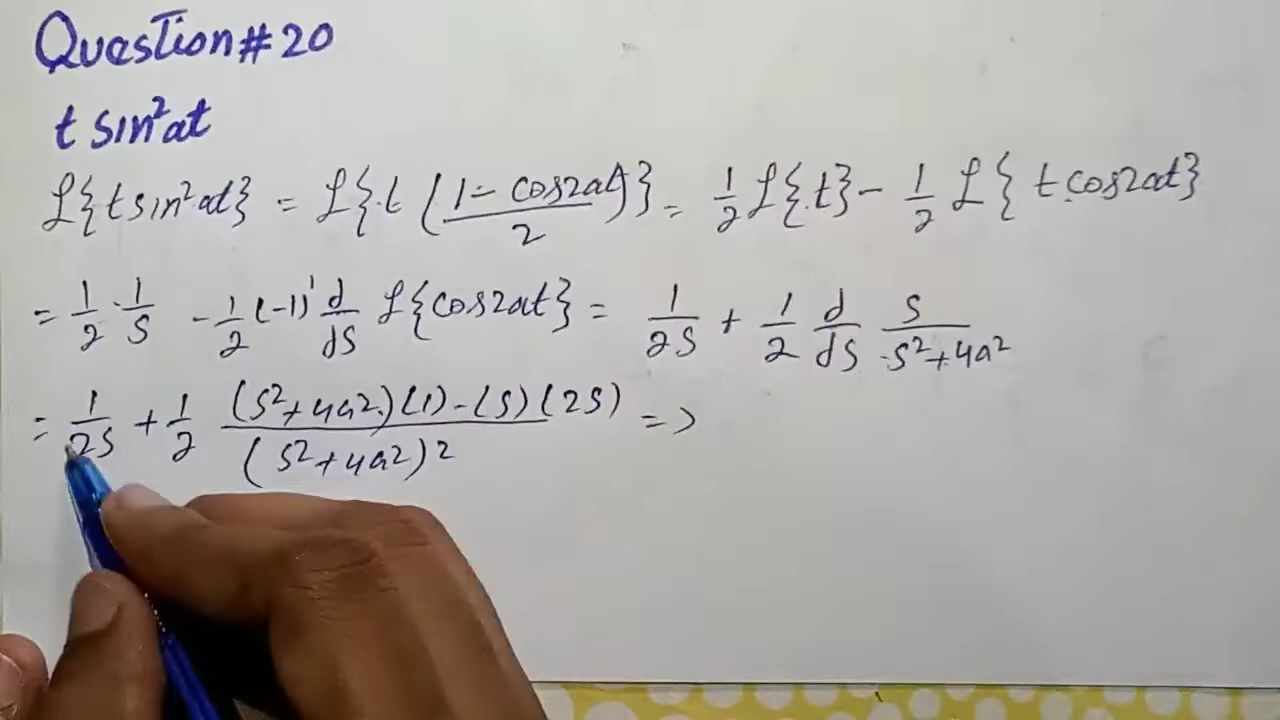 Question#20
t sin²at
ℒ{t sin²at} = ℒ{t (1 - cos2at)/2} = 1/2 ℒ{t} - 1/2 ℒ{t cos2at}
= 1/2 · 1/s - 1/2 (-1)¹ d/ds ℒ{cos2at} = 1/2s + 1/2 d/ds s/(s²+4a²)
= 1/2s + 1/2 ((s²+4a²)(1) - (s)(2s))/(s²+4a²)² =>